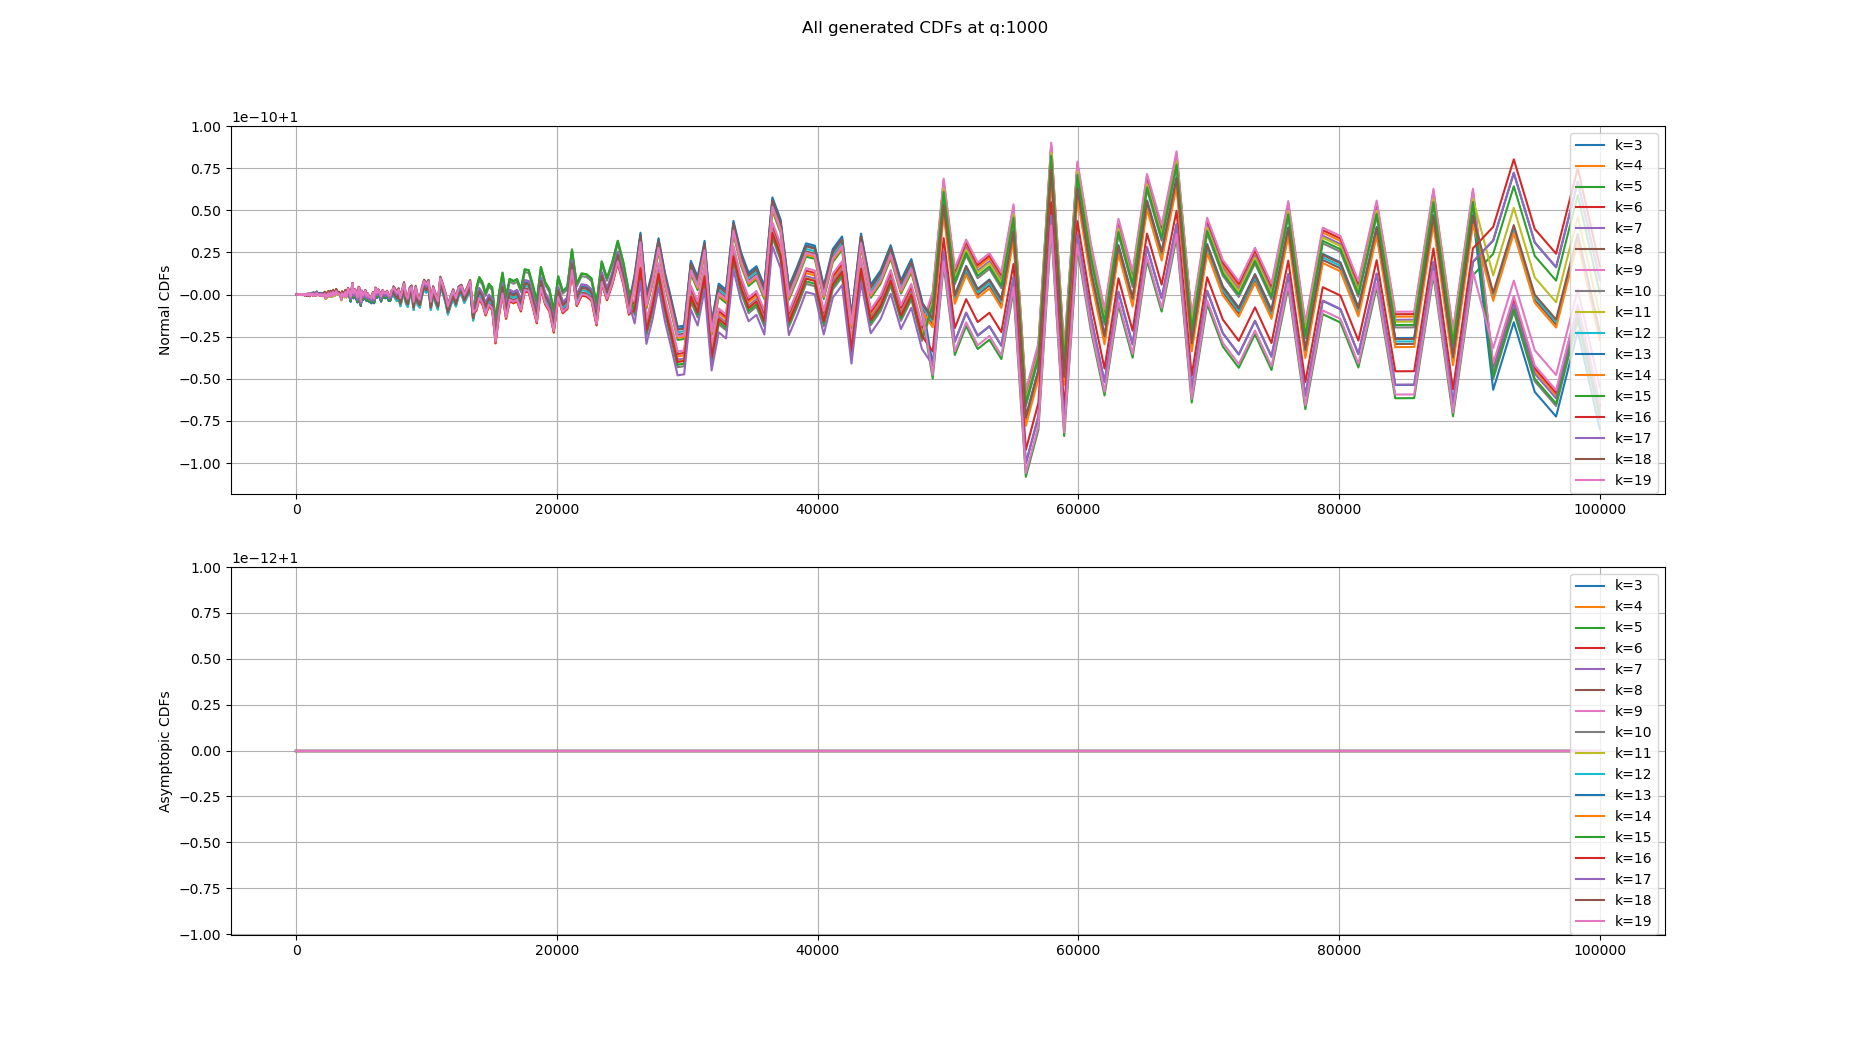 All generated CDFs at q:1000
1e−10+1
1.00
0.75
0.50
0.25
−0.00
−0.25
−0.50
−0.75
−1.00
Normal CDFs
0
20000
40000
60000
80000
100000
k=3
k=4
k=5
k=6
k=7
k=8
k=9
k=10
k=11
k=12
k=13
k=14
k=15
k=16
k=17
k=18
k=19
1e−12+1
1.00
0.75
0.50
0.25
0.00
−0.25
−0.50
−0.75
−1.00
Asymptopic CDFs
0
20000
40000
60000
80000
100000
k=3
k=4
k=5
k=6
k=7
k=8
k=9
k=10
k=11
k=12
k=13
k=14
k=15
k=16
k=17
k=18
k=19